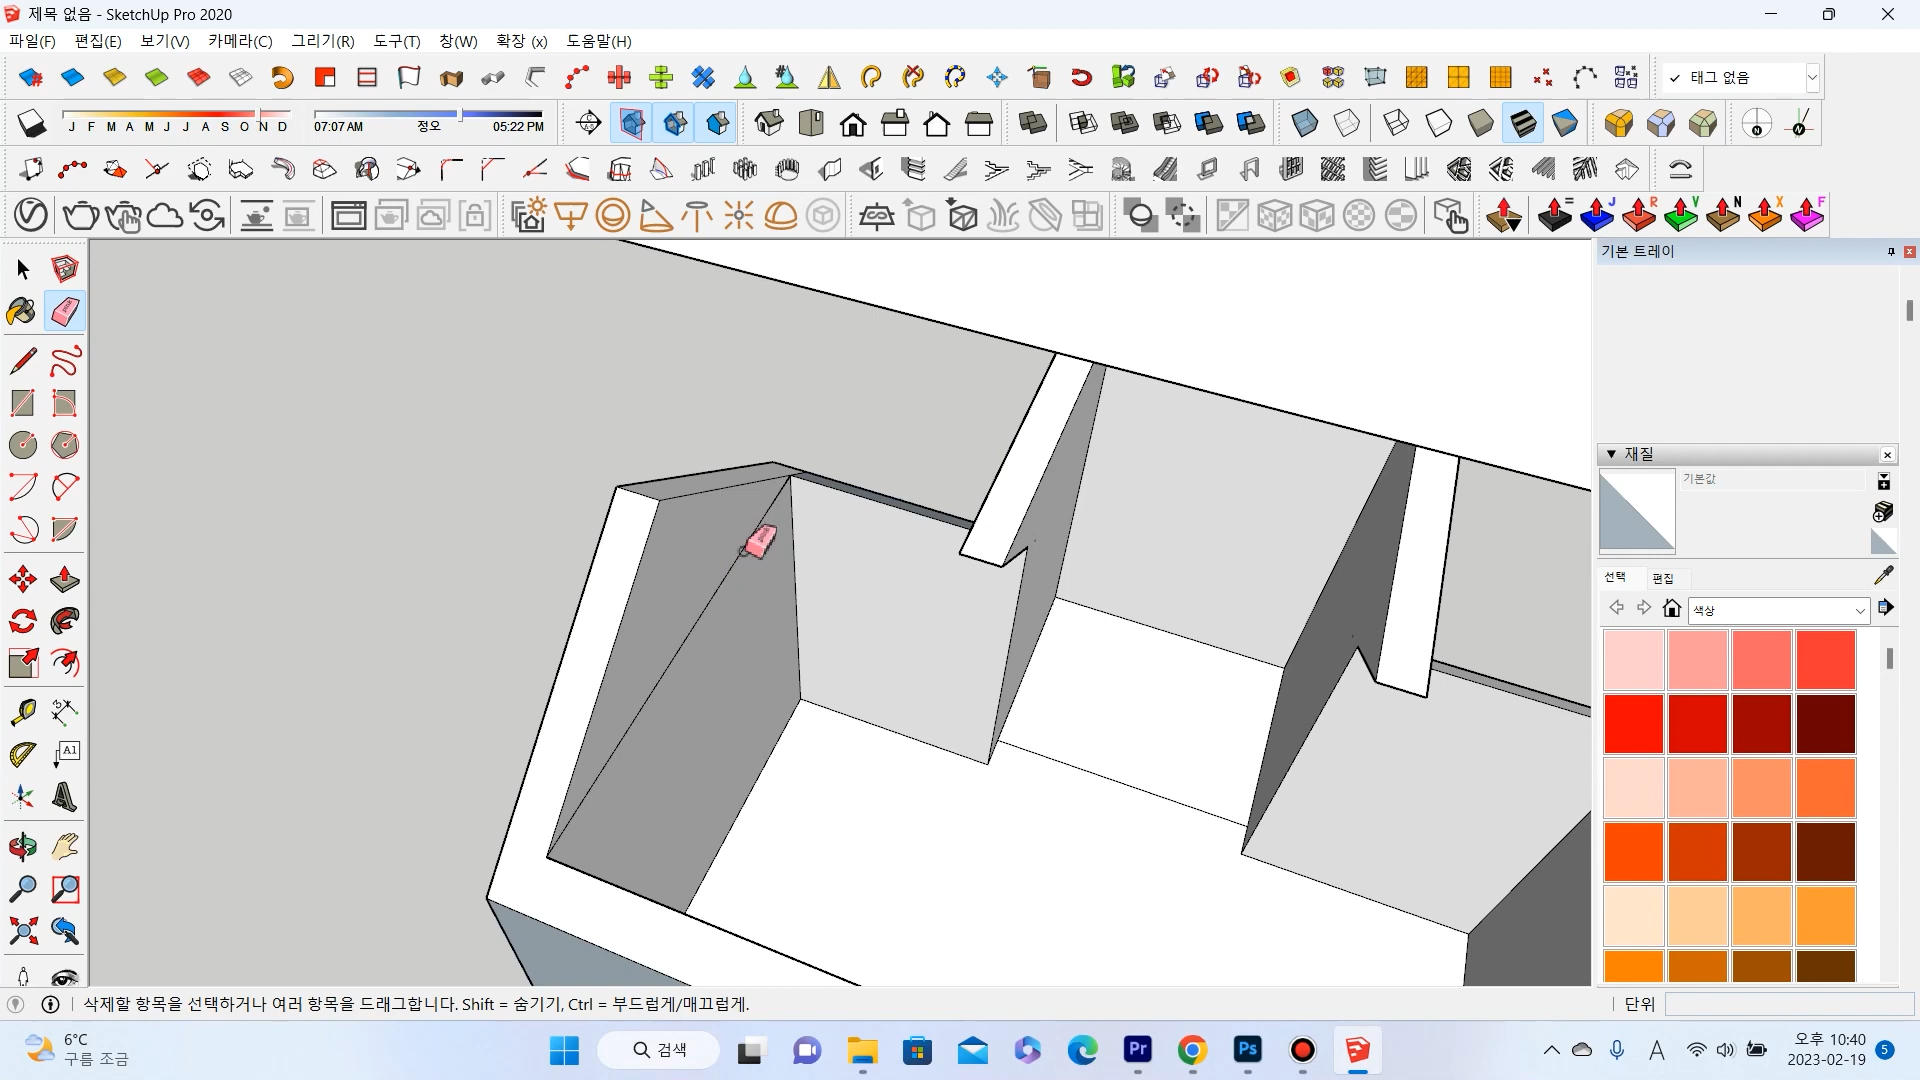 제목 없음 - SketchUp Pro 2020
파일(F) 편집(E) 보기(V) 카메라(C) 그리기(R) 도구(T) 창(W) 확장 (x) 도움말(H)
태그 없음
J F M A M J J A S O N D 07:07 AM 정오 05:22 PM
= J R V N X F
기본 트레이
재질
기본값
선택 편집
색상
A1
삭제할 항목을 선택하거나 여러 항목을 드래그합니다. Shift = 숨기기, Ctrl = 부드럽게/매끄럽게.
단위
6°C
구름 조금
검색
Pr
Ps
A
오후 10:40
2023-02-19
5